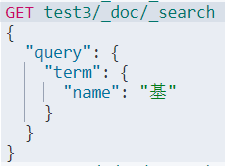 GET test3/_doc/_search
{
  "query": {
    "term": {
      "name": "基"
    }
  }
}